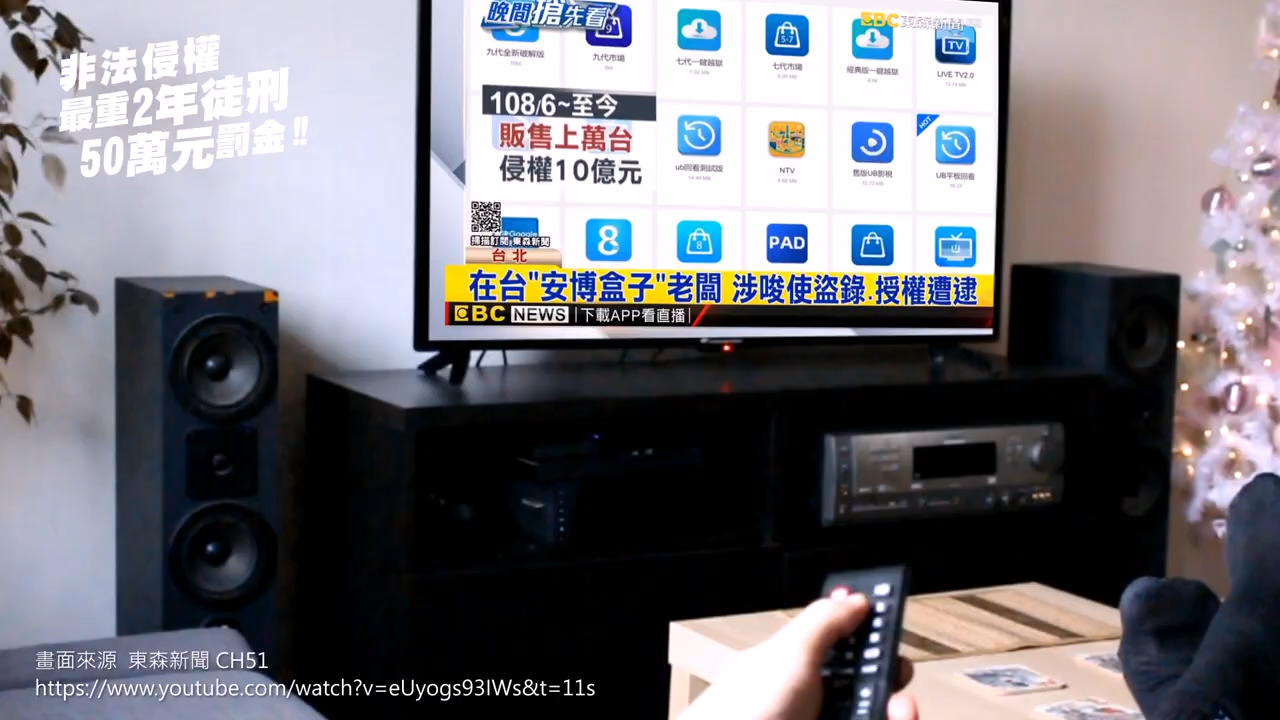 非法侵權
最重2年徒刑
50萬元罰金!!
晚間搶先看
EBC 東森新聞
九代全新破解版
九代市場
七代一鍵越獄
7.02 MB
七代市場
經典版一鍵越獄
LIVE TV2.0
108/6~至今
販售上萬台
侵權10億元
ub回看測試版
NTV
舊版UB影視
HOT
UB平板回看
掃描訂閱 東森新聞
Google
8
PAD
台北
在台"安博盒子"老闆 涉唆使盜錄.授權遭逮
EBC NEWS 下載APP看直播
畫面來源 東森新聞 CH51
https://www.youtube.com/watch?v=eUyogs93IWs&t=11s